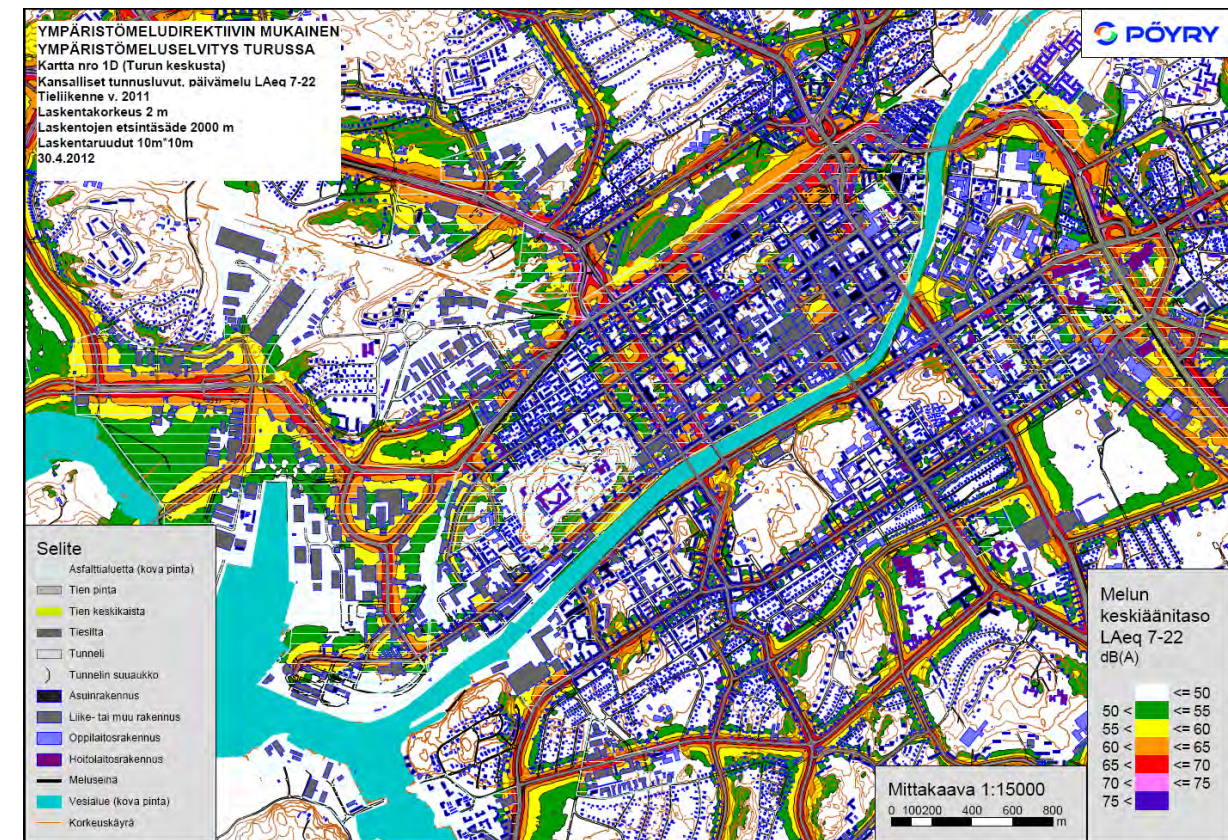 YMPÄRISTÖMELUDIREKTIIVIN MUKAINEN
YMPÄRISTÖMELUSELVITYS TURUSSA
Kartta nro 1D (Turun keskusta)
Kansalliset tunnusluvut, päivämelu LAeq 7-22
Tieliikenne v. 2011
Laskentakorkeus 2 m
Laskentojen etsintäsäde 2000 m
Laskentaruudut 10m*10m
30.4.2012
PÖYRY
Selite
Asfalttialuetta (kova pinta)
Tien pinta
Tien keskikaista
Tiesilta
Tunneli
Tunnelin suuaukko
Asuinrakennus
Liike- tai muu rakennus
Oppilaitosrakennus
Hoitolaitosrakennus
Meluseinä
Vesialue (kova pinta)
Korkeuskäyrä
Mittakaava 1:15000
0 100200 400 600 800
m
Melun
keskiäänitaso
LAeq 7-22
dB(A)
<= 50
50 < <= 55
55 < <= 60
60 < <= 65
65 < <= 70
70 < <= 75
75 <